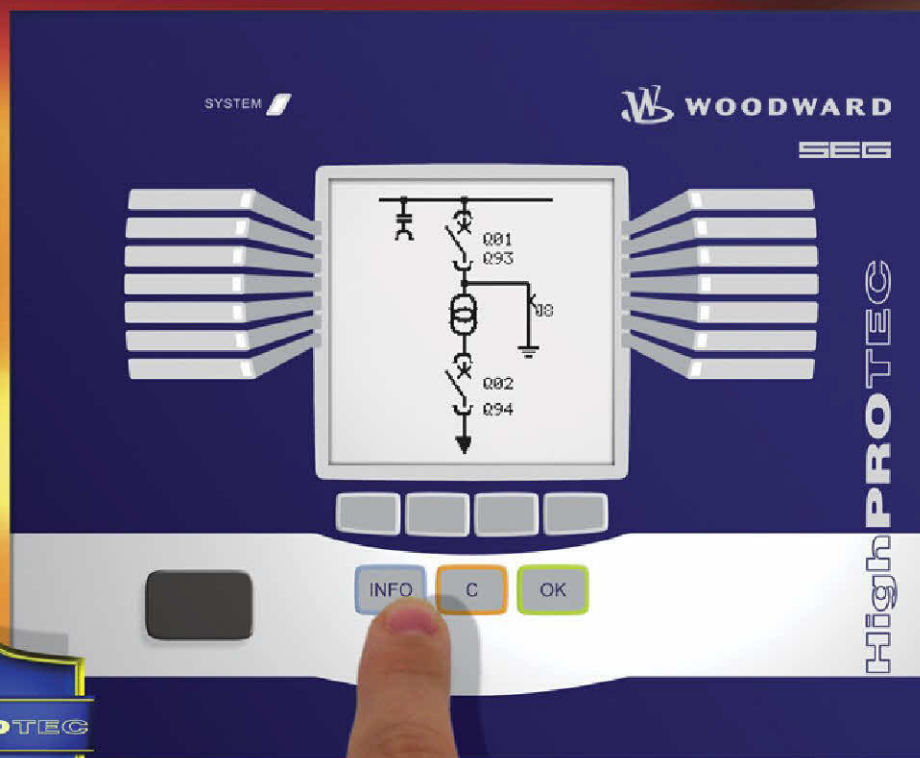 SYSTEM
WOODWARD
SEG
Q01
Q93
Q8
Q02
Q94
HighPROTEC
INFO
C
OK
OTEC